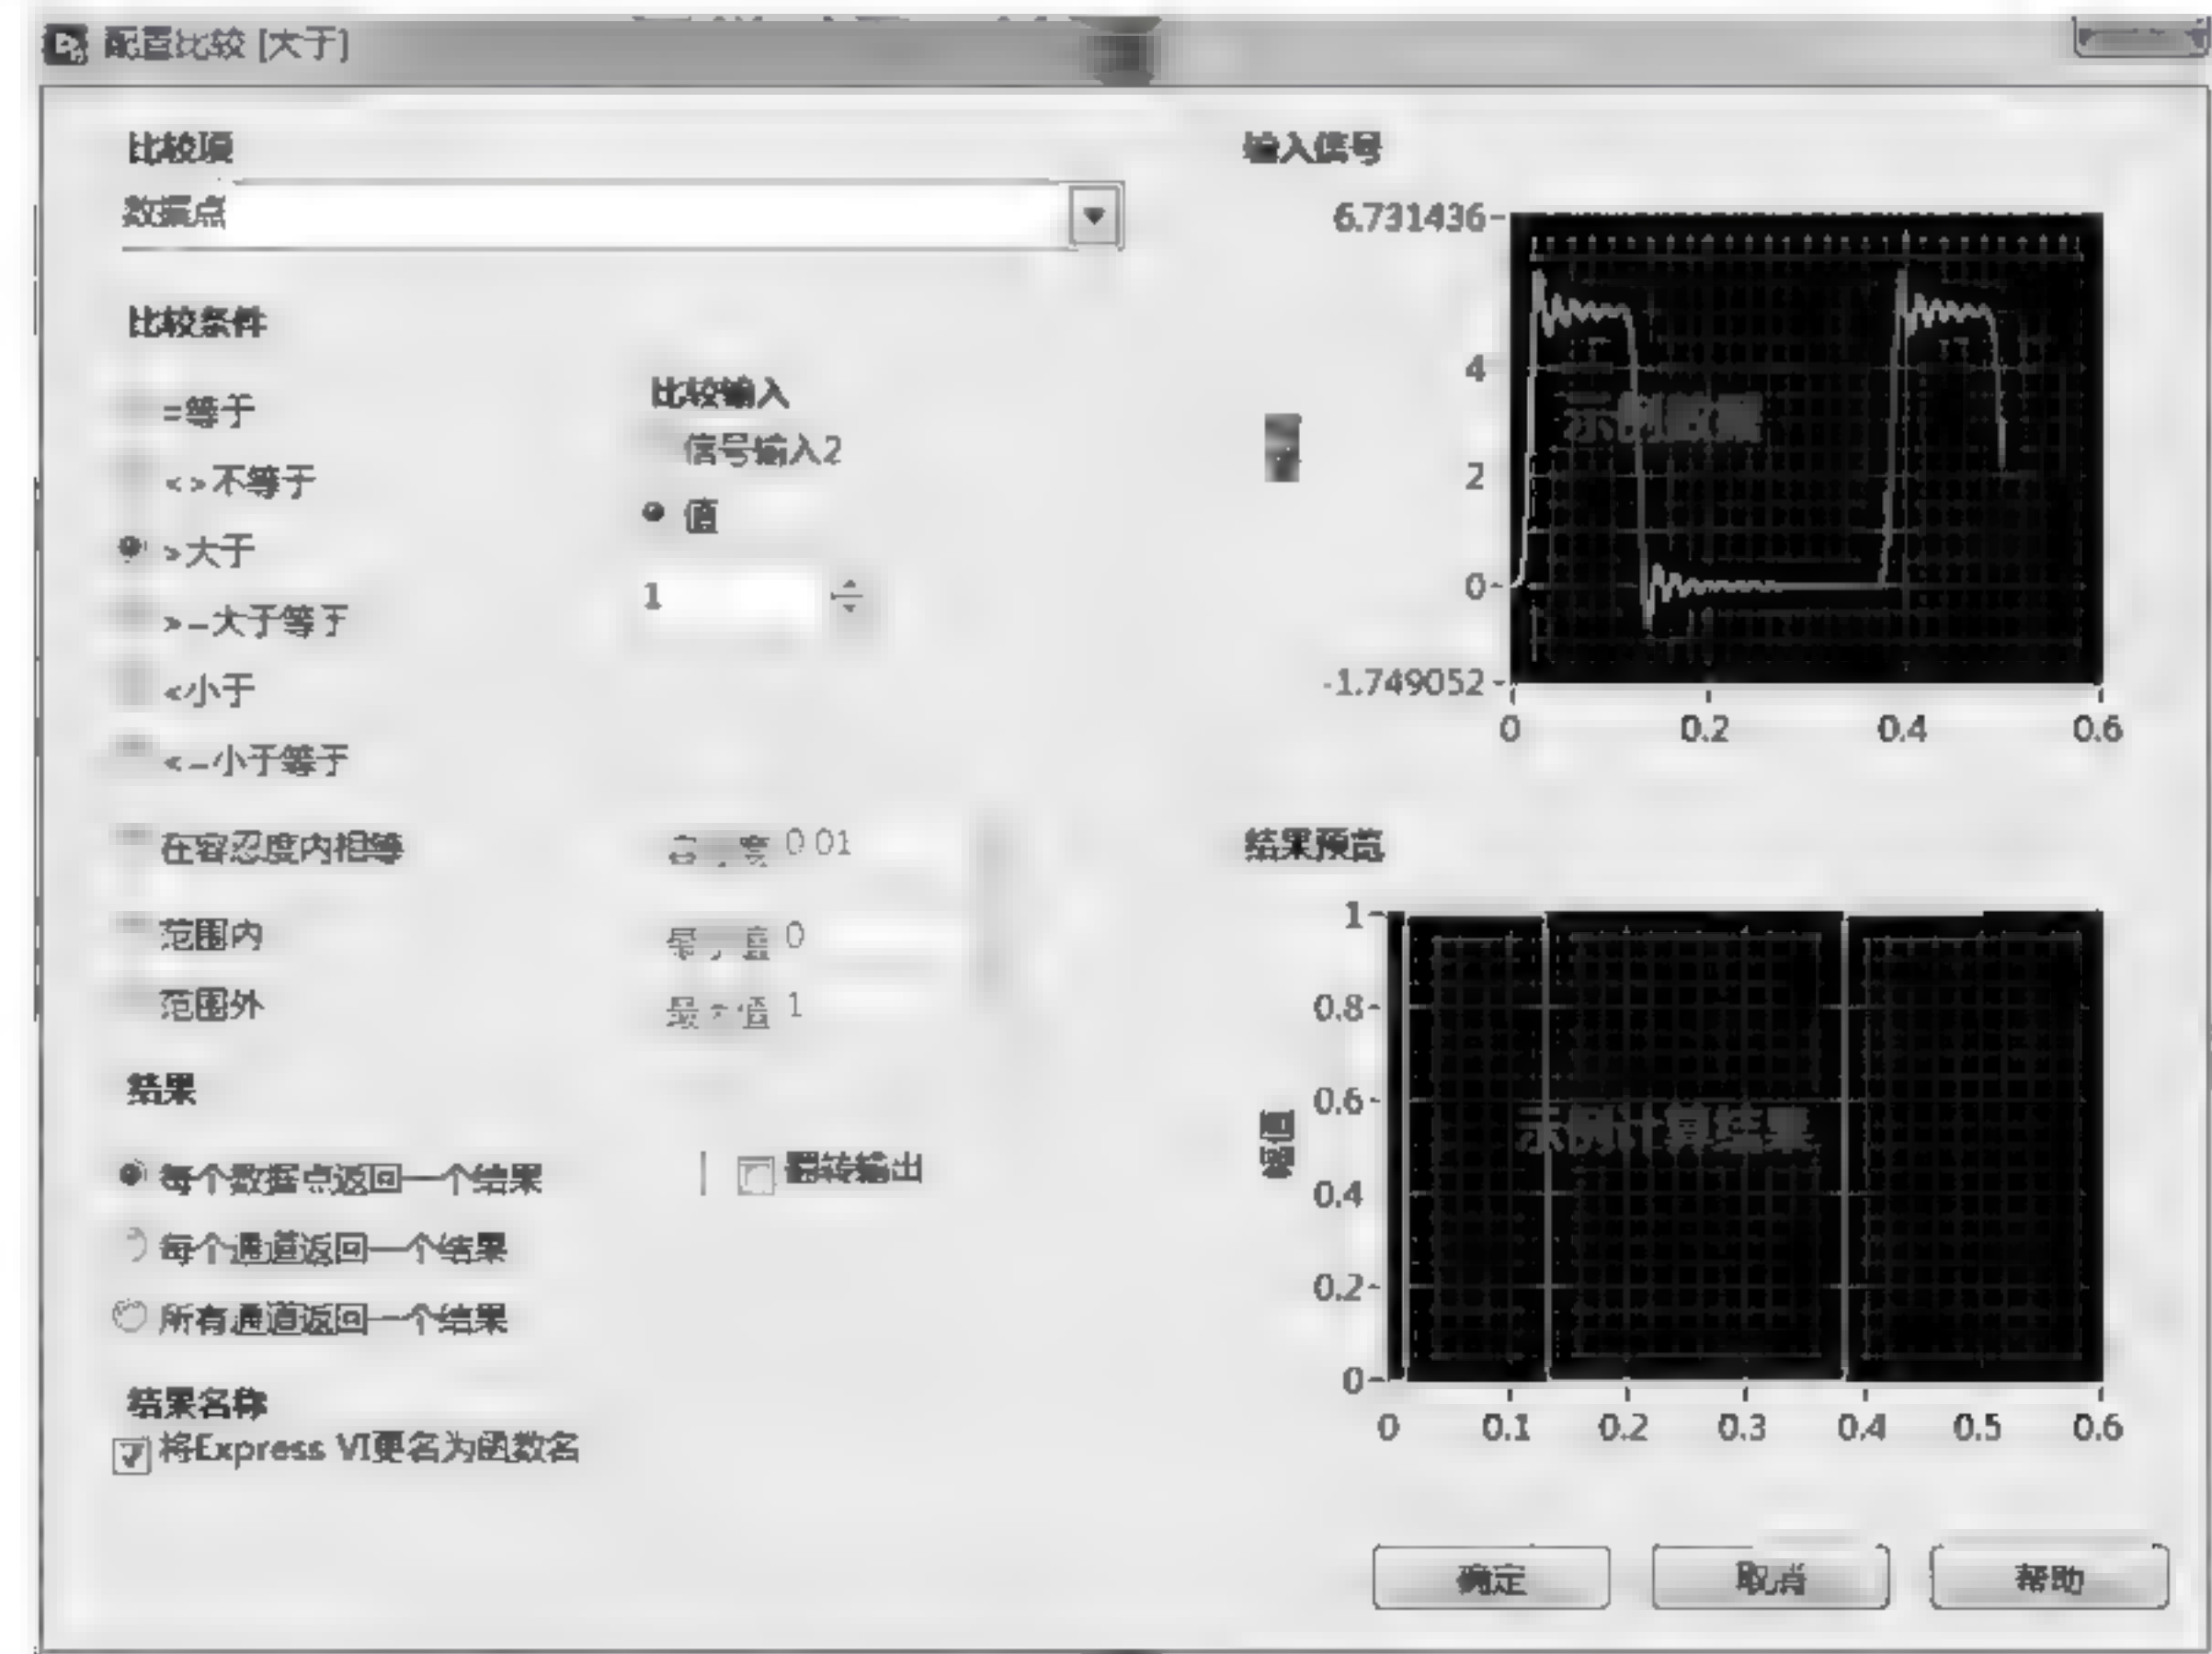 配置比较 [大于]
比较项
数据点
比较条件
=等于
<>不等于
>大于
>=大于等于
<小于
<=小于等于
在容忍度内相等
范围内
范围外
比较输入
信号输入2
值
1
0.01
0
最大值 1
结果
每个数据点返回一个结果
每个通道返回一个结果
所有通道返回一个结果
翻转输出
结果名称
将Express VI更名为函数名
输入信号
6.731436
4
2
0
-1.749052
0 0.2 0.4 0.6
示例数据
结果预览
幅值
1
0.8
0.6
0.4
0.2
0
0 0.1 0.2 0.3 0.4 0.5 0.6
示例计算结果
确定 取消 帮助